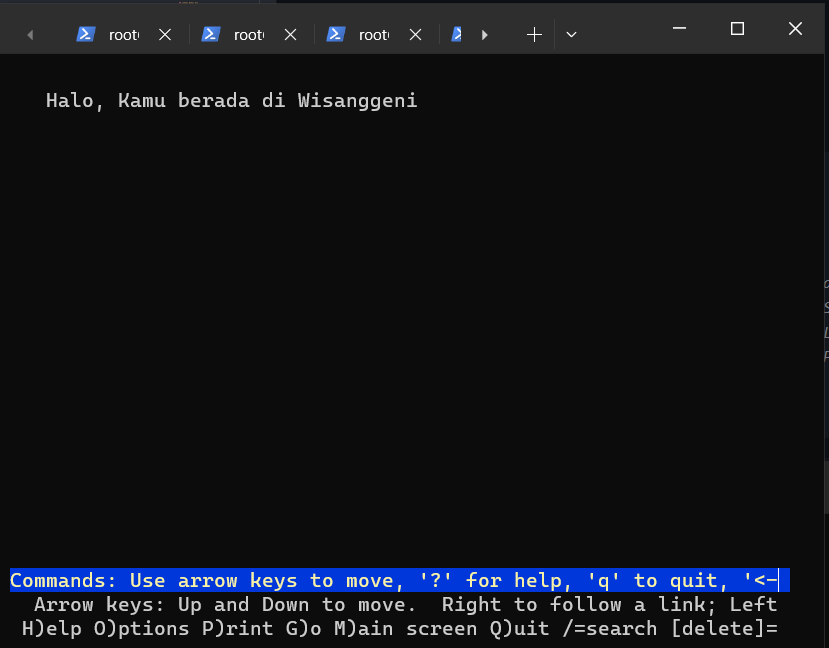 root root root
Halo, Kamu berada di Wisanggeni
Commands: Use arrow keys to move, '?' for help, 'q' to quit, '<-
Arrow keys: Up and Down to move. Right to follow a link; Left
H)elp O)ptions P)rint G)o M)ain screen Q)uit /=search [delete]=